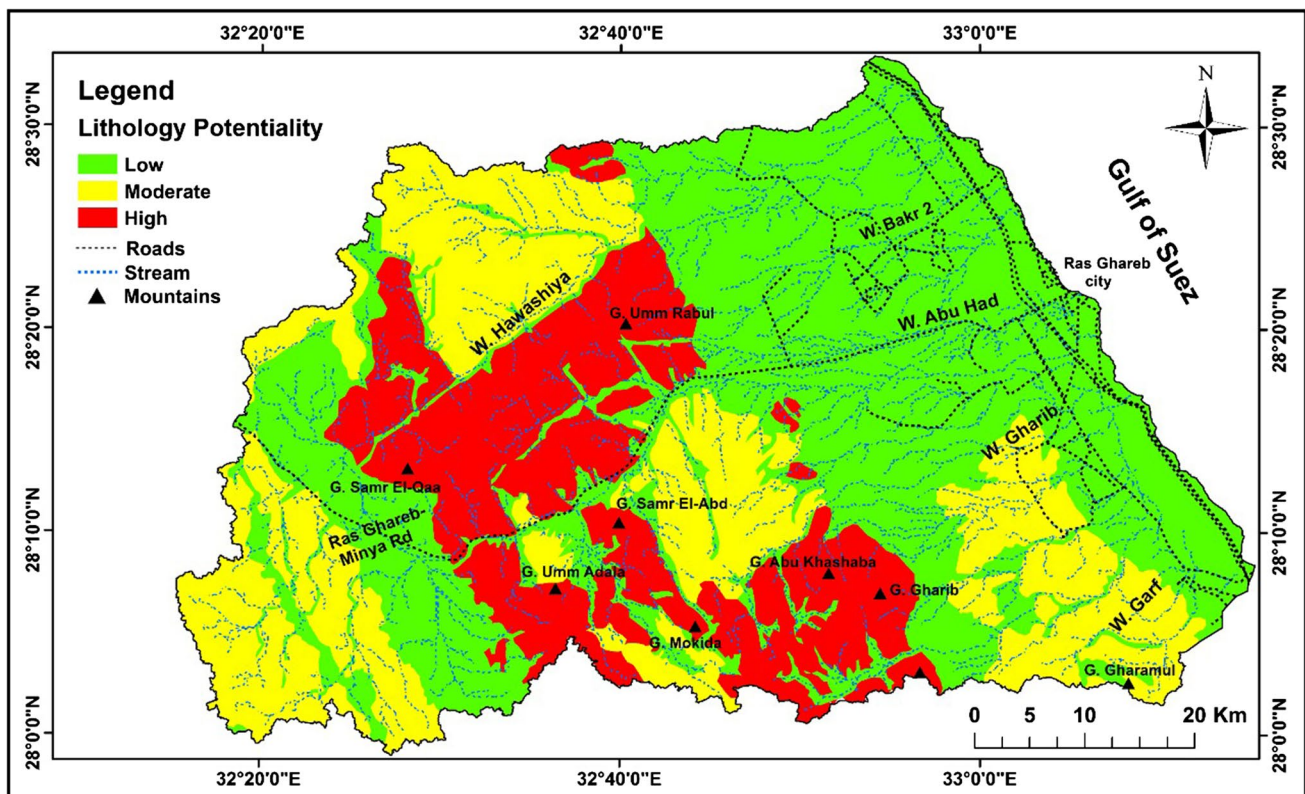 32°20'0"E
32°40'0"E
33°0'0"E
Legend
Lithology Potentiality
Low
Moderate
High
Roads
Stream
Mountains
N
Gulf of Suez
28°30'0"N
28°30'0"N
W. Bakr 2
Ras Ghareb
city
W. Hawashiya
G. Umm Rabul
W. Abu Had
28°20'0"N
28°20'0"N
W. Gharib
G. Samr El-Qaa
G. Samr El-Abd
Ras Ghareb-
Minya Rd
28°10'0"N
28°10'0"N
G. Umm Adala
G. Abu Khashaba
G. Gharib
W. Garf
G. Mokida
G. Gharamul
0 5 10 20 Km
28°0'0"N
28°0'0"N
32°20'0"E
32°40'0"E
33°0'0"E